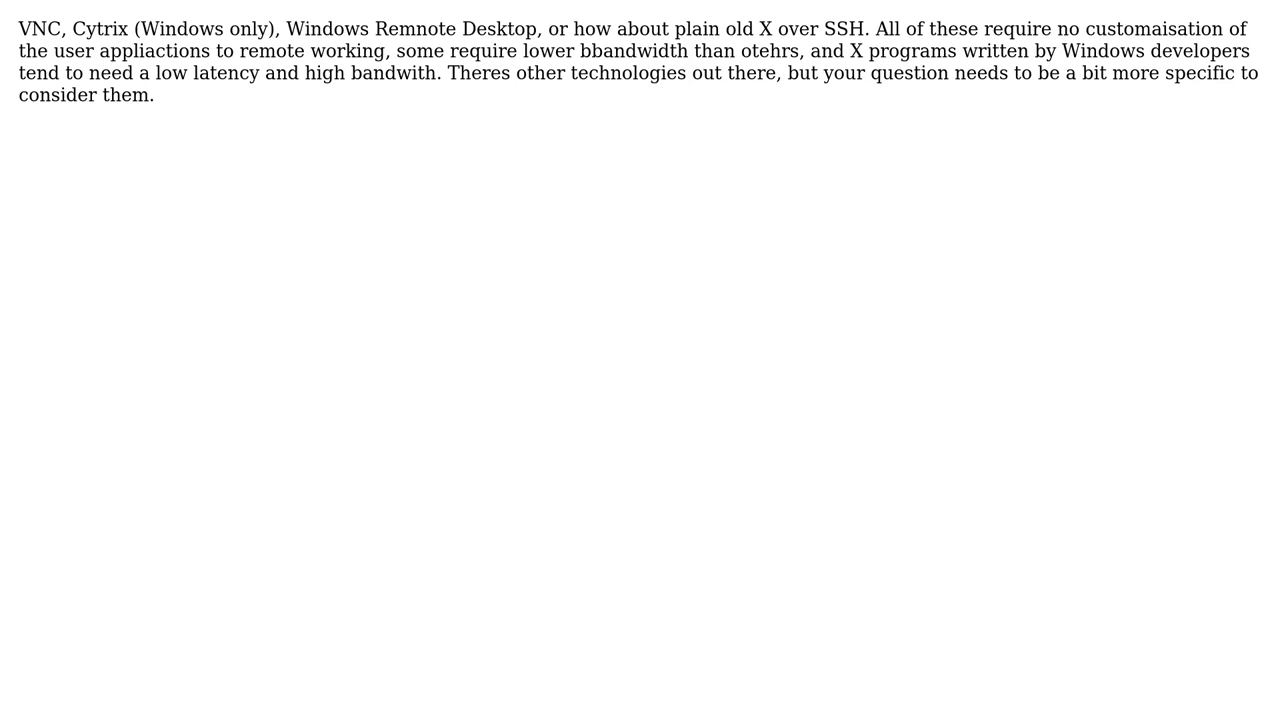 VNC, Cytrix (Windows only), Windows Remnote Desktop, or how about plain old X over SSH. All of these require no customaisation of
the user appliactions to remote working, some require lower bbandwidth than otehrs, and X programs written by Windows developers
tend to need a low latency and high bandwith. Theres other technologies out there, but your question needs to be a bit more specific to
consider them.